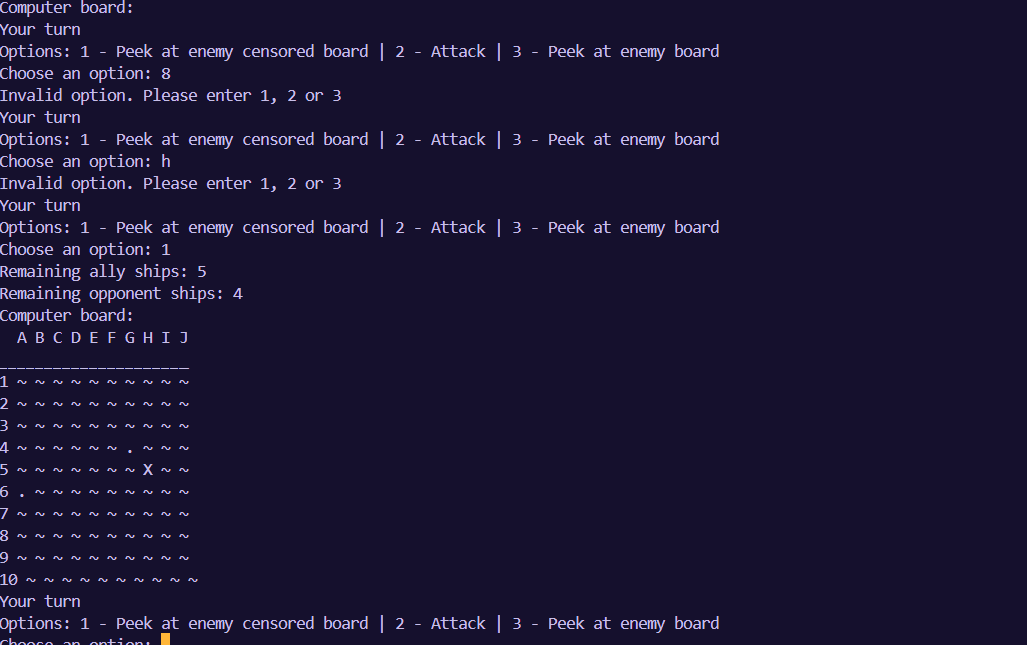 Computer board:
Your turn
Options: 1 - Peek at enemy censored board | 2 - Attack | 3 - Peek at enemy board
Choose an option: 8
Invalid option. Please enter 1, 2 or 3
Your turn
Options: 1 - Peek at enemy censored board | 2 - Attack | 3 - Peek at enemy board
Choose an option: h
Invalid option. Please enter 1, 2 or 3
Your turn
Options: 1 - Peek at enemy censored board | 2 - Attack | 3 - Peek at enemy board
Choose an option: 1
Remaining ally ships: 5
Remaining opponent ships: 4
Computer board:
  A B C D E F G H I J
_____________________
1 ~ ~ ~ ~ ~ ~ ~ ~ ~ ~
2 ~ ~ ~ ~ ~ ~ ~ ~ ~ ~
3 ~ ~ ~ ~ ~ ~ ~ ~ ~ ~
4 ~ ~ ~ ~ ~ ~ . ~ ~ ~
5 ~ ~ ~ ~ ~ ~ ~ X ~ ~
6 . ~ ~ ~ ~ ~ ~ ~ ~ ~
7 ~ ~ ~ ~ ~ ~ ~ ~ ~ ~
8 ~ ~ ~ ~ ~ ~ ~ ~ ~ ~
9 ~ ~ ~ ~ ~ ~ ~ ~ ~ ~
10 ~ ~ ~ ~ ~ ~ ~ ~ ~ ~
Your turn
Options: 1 - Peek at enemy censored board | 2 - Attack | 3 - Peek at enemy board
Choose an option: